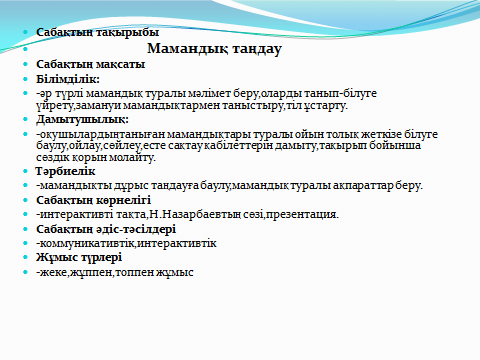 Сабақтың тақырыбы
Мамандық таңдау
Сабақтың мақсаты
Білімділік:
-әр түрлі мамандық туралы мәлімет беру,оларды танып-білуге
үйрету,замануи мамандықтармен таныстыру,тіл ұстарту.
Дамытушылық:
-оқушылардыңтаныған мамандықтары туралы ойын толық жеткізе білуге
баулу,ойлау,сөйлеу,есте сақтау қабілеттерін дамыту,тақырып бойынша
сөздік қорын молайту.
Тәрбиелік
-мамандықты дұрыс таңдауға баулу,мамандық туралы ақпараттар беру.
Сабақтың көрнелігі
-интерактивті тақта,Н.Назарбаевтың сөзі,презентация.
Сабақтың әдіс-тәсілдері
-коммуникативтік,интерактивтік
Жұмыс түрлері
-жеке,жұппен,топпен жұмыс